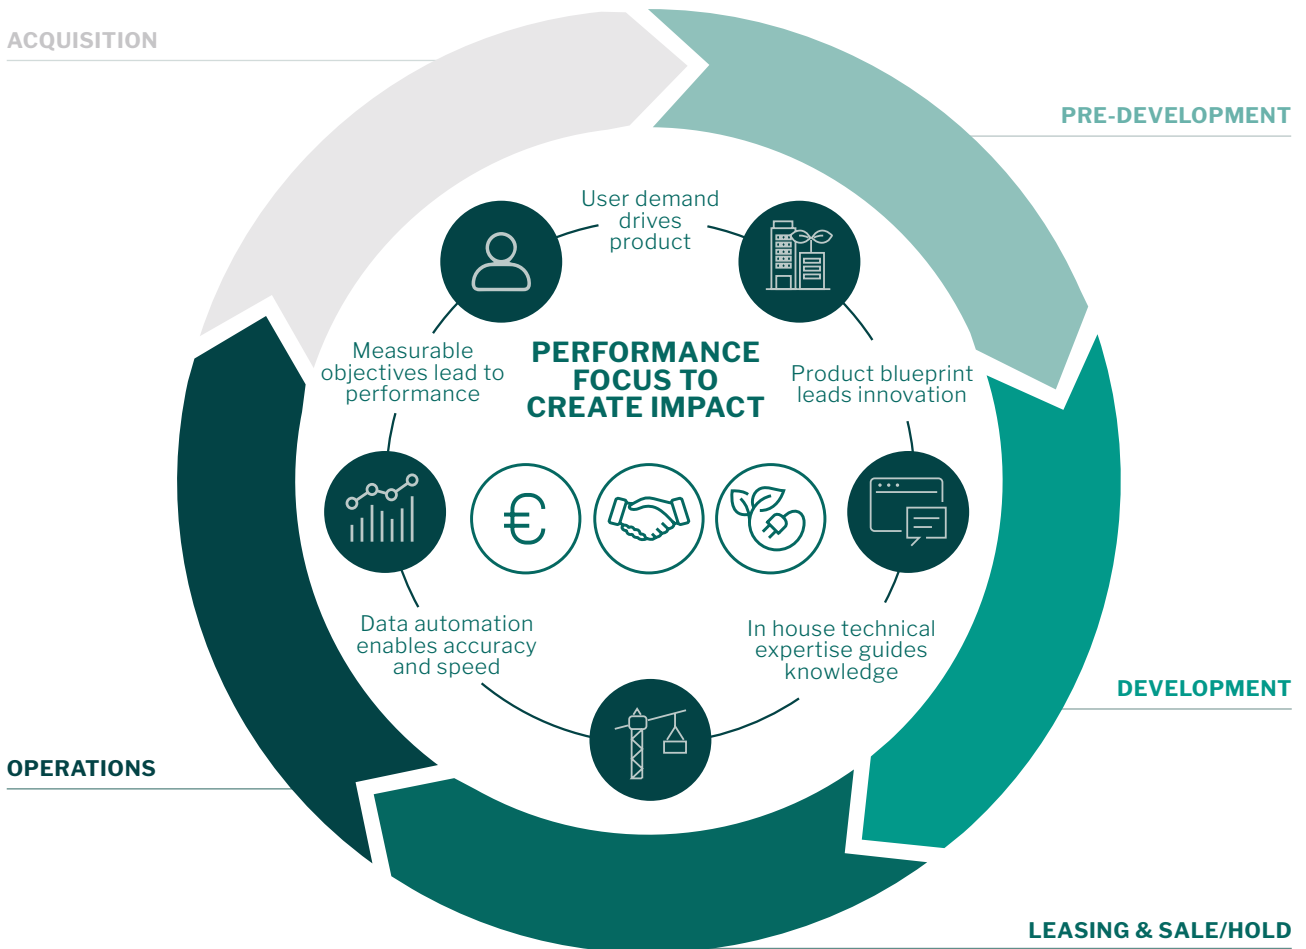 ACQUISITION
PRE-DEVELOPMENT
User demand
drives
product
Measurable
objectives lead to
performance
PERFORMANCE
FOCUS TO
CREATE IMPACT
Product blueprint
leads innovation
€
Data automation
enables accuracy
and speed
In house technical
expertise guides
knowledge
DEVELOPMENT
OPERATIONS
LEASING & SALE/HOLD